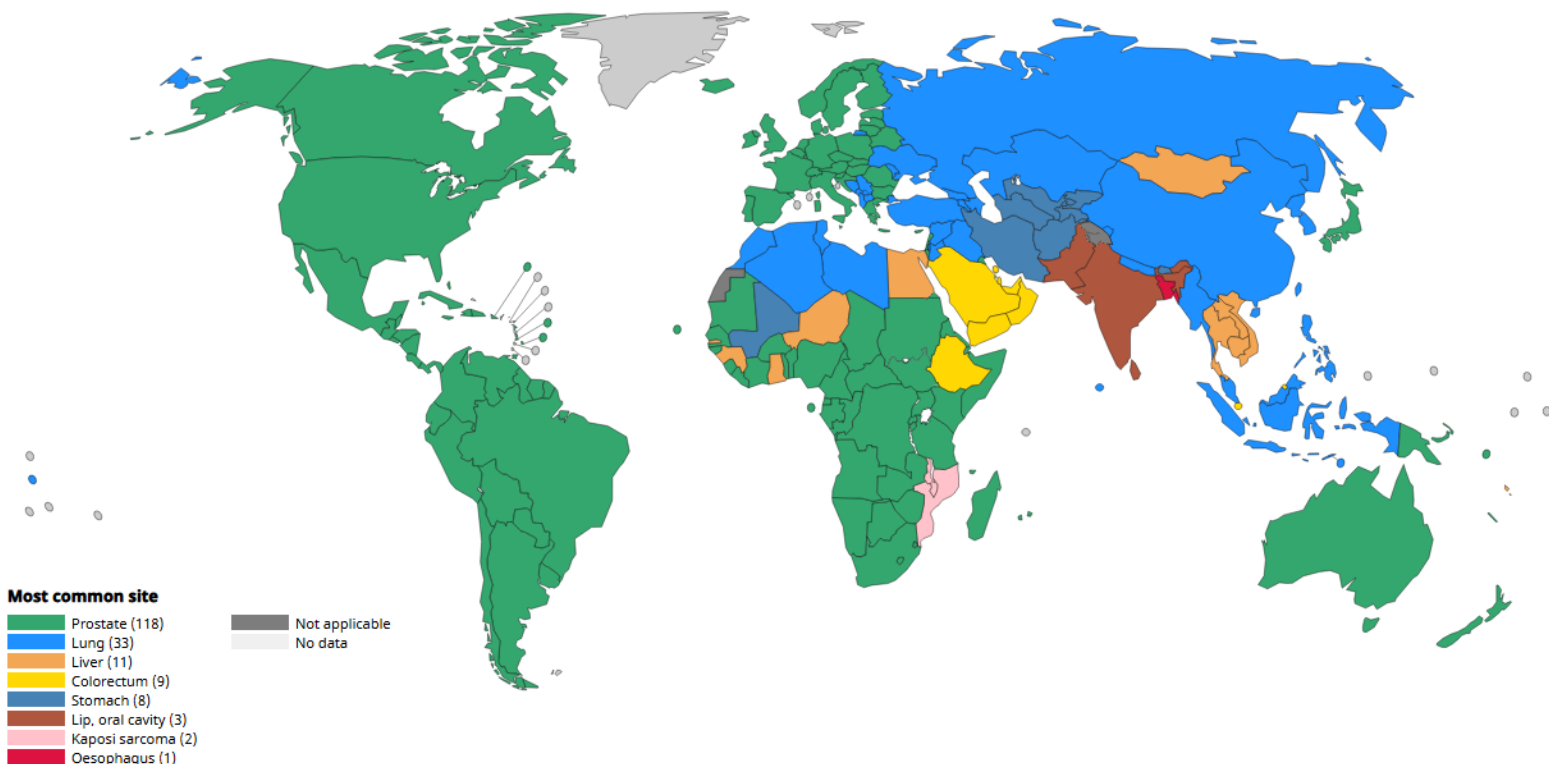 Most common site
Prostate (118)
Lung (33)
Liver (11)
Colorectum (9)
Stomach (8)
Lip, oral cavity (3)
Kaposi sarcoma (2)
Oesophagus (1)
Not applicable
No data